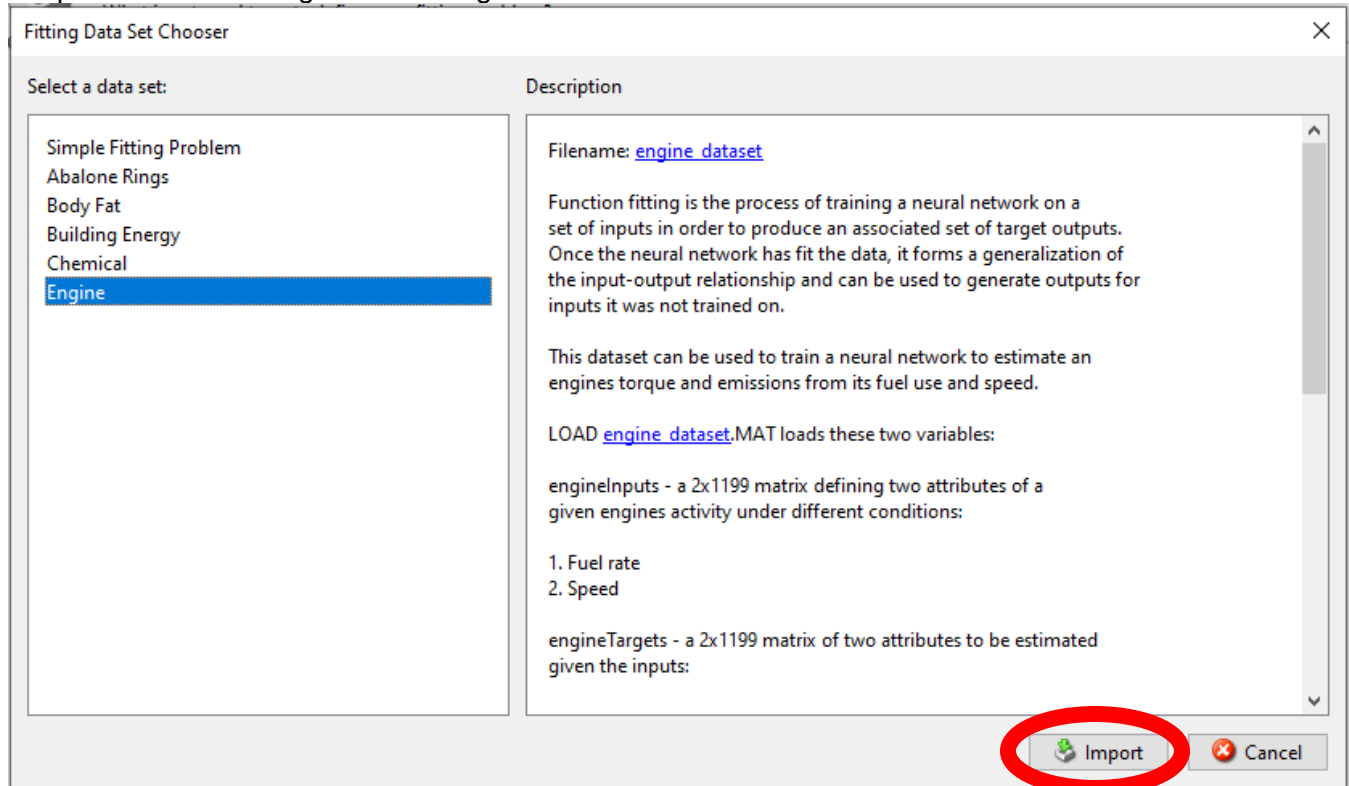 Fitting Data Set Chooser
Select a data set:
Description
Simple Fitting Problem
Abalone Rings
Body Fat
Building Energy
Chemical
Engine
Filename: engine_dataset
Function fitting is the process of training a neural network on a
set of inputs in order to produce an associated set of target outputs.
Once the neural network has fit the data, it forms a generalization of
the input-output relationship and can be used to generate outputs for
inputs it was not trained on.
This dataset can be used to train a neural network to estimate an
engines torque and emissions from its fuel use and speed.
LOAD engine_dataset.MAT loads these two variables:
engineInputs - a 2x1199 matrix defining two attributes of a
given engines activity under different conditions:
1. Fuel rate
2. Speed
engineTargets - a 2x1199 matrix of two attributes to be estimated
given the inputs:
Import
Cancel